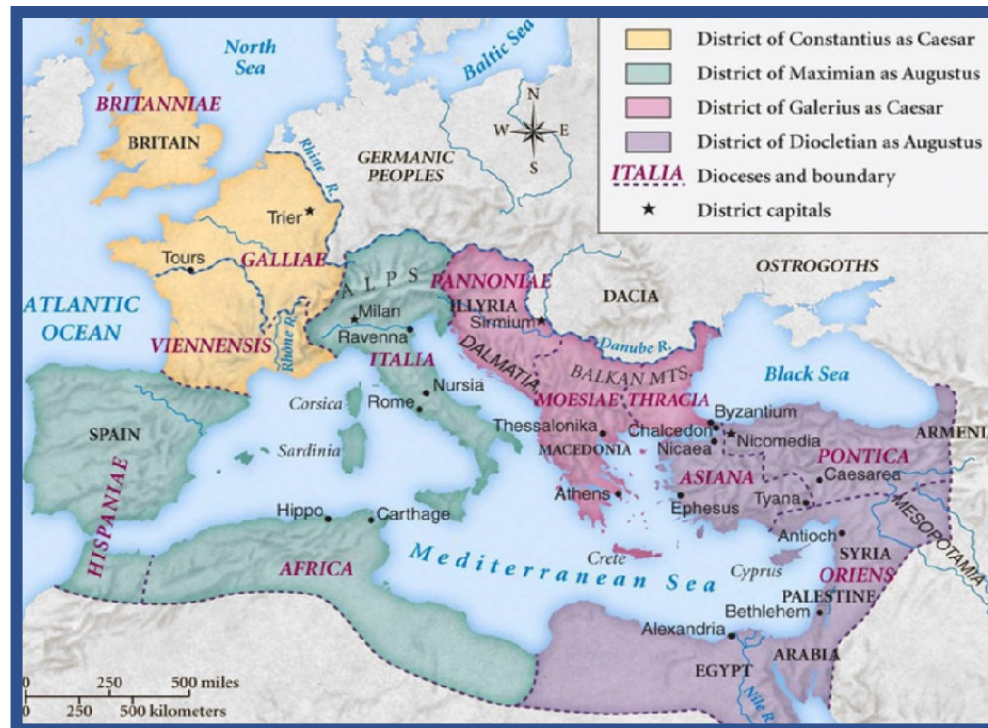 North
Sea
Baltic Sea
District of Constantius as Caesar
District of Maximian as Augustus
District of Galerius as Caesar
District of Diocletian as Augustus
ITALIA Dioceses and boundary
District capitals
N
W E
S
BRITANNIAE
BRITAIN
Rhine R.
GERMANIC
PEOPLES
Trier
Tours
GALLIAE
ATLANTIC
OCEAN
VIENNENSIS
Rhône R.
ALPS
Milan
Ravenna
ITALIA
PANNONIAE
ILLYRIA
Sirmium
DALMATIA
DACIA
OSTROGOTHS
Danube R.
BALKAN MTS.
Black Sea
MOESIAE
THRACIA
Corsica
Nursia
Rome
Sardinia
SPAIN
HISPANIAE
Thessalonika
MACEDONIA
Athens
Byzantium
Chalcedon
Nicomedia
Nicaea
ARMENI
PONTICA
Caesarea
ASIANA
Ephesus
Tyana
MESOPOTAMIA
Antioch
SYRIA
ORIENS
Hippo
Carthage
AFRICA
Mediterranean Sea
Crete
Cyprus
PALESTINE
Bethlehem
Alexandria
EGYPT
ARABIA
Nile R.
0 250 500 miles
0 250 500 kilometers